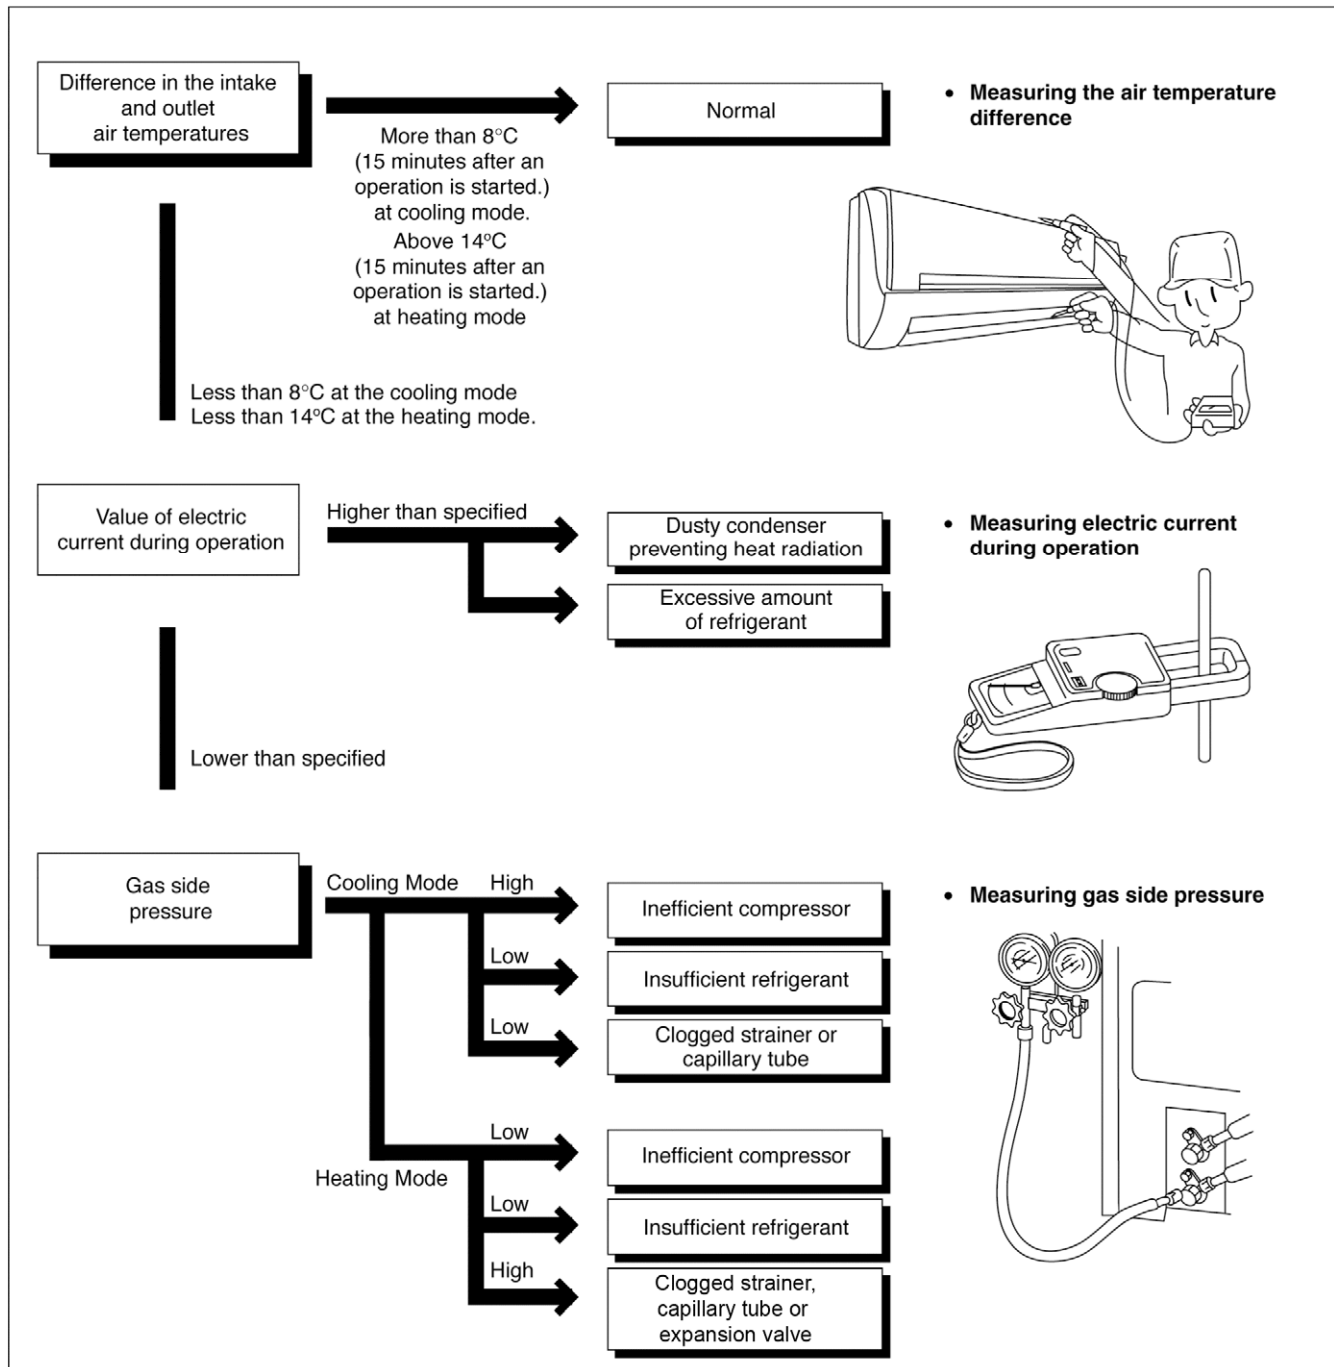 Difference in the intake
and outlet
air temperatures
More than 8°C
(15 minutes after an
operation is started.)
at cooling mode.
Above 14°C
(15 minutes after an
operation is started.)
at heating mode
Normal
• Measuring the air temperature
difference
Less than 8°C at the cooling mode
Less than 14°C at the heating mode.
Value of electric
current during operation
Higher than specified
Dusty condenser
preventing heat radiation
Excessive amount
of refrigerant
• Measuring electric current
during operation
Lower than specified
Gas side
pressure
Cooling Mode
High
Inefficient compressor
Low
Insufficient refrigerant
Low
Clogged strainer or
capillary tube
• Measuring gas side pressure
Heating Mode
Low
Inefficient compressor
Low
Insufficient refrigerant
High
Clogged strainer,
capillary tube or
expansion valve